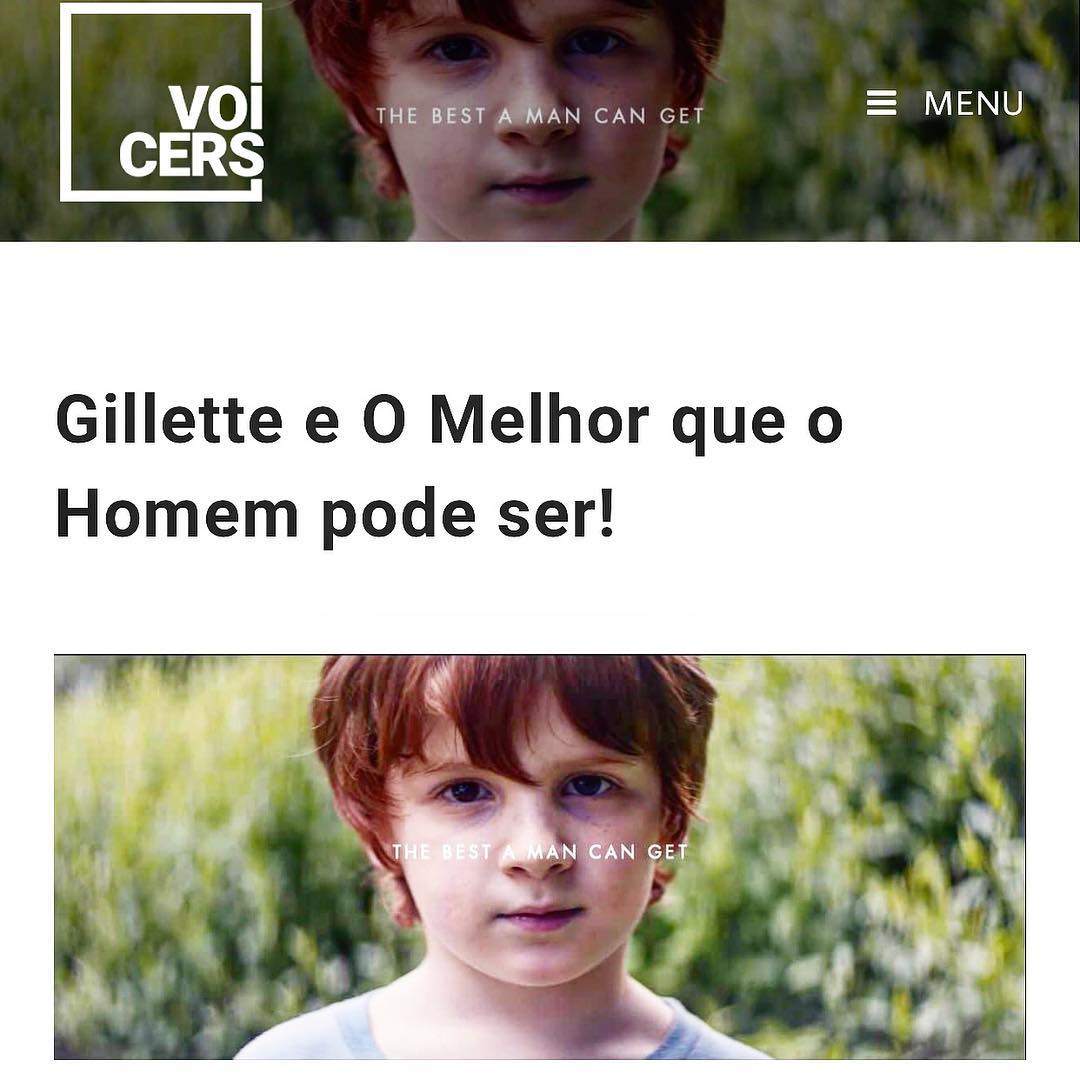 VOI
CERS
THE BEST A MAN CAN GET
MENU
Gillette e O Melhor que o
Homem pode ser!
THE BEST A MAN CAN GET